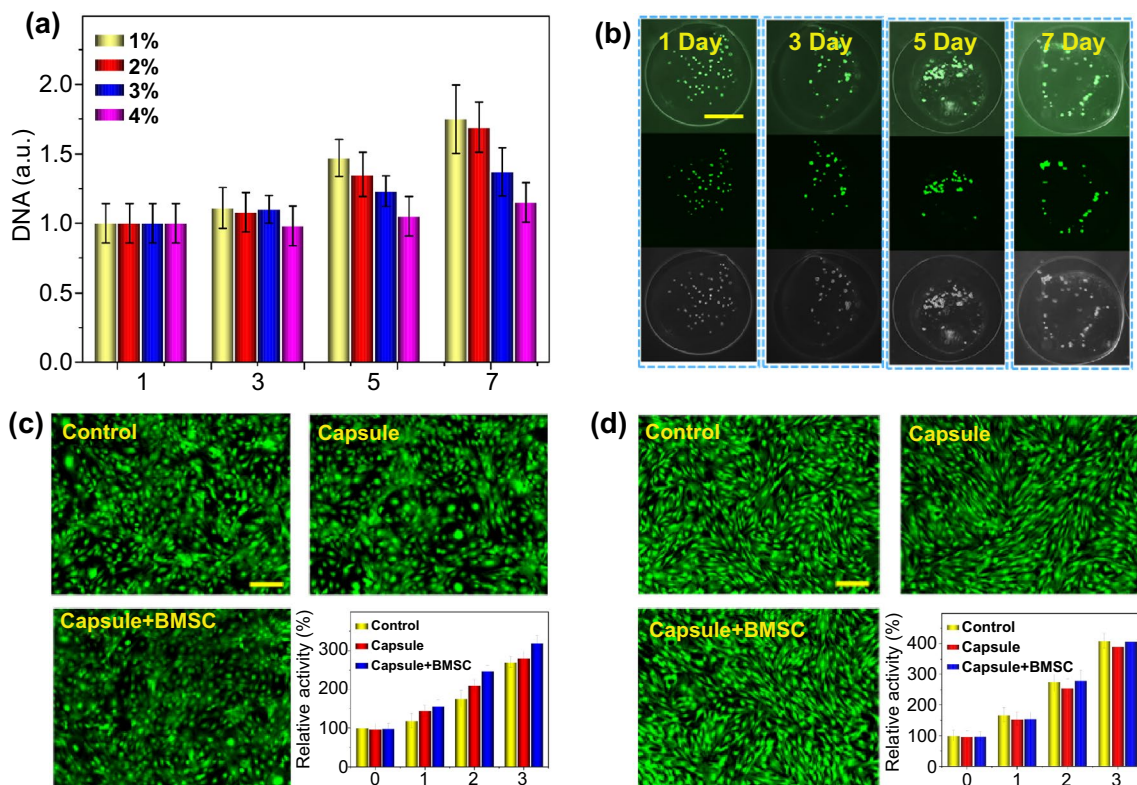 (a)
1%
2%
3%
4%
DNA (a.u.)
2.0
1.5
1.0
0.5
0.0
1 3 5 7
(b)
1 Day 3 Day 5 Day 7 Day
(c)
Control
Capsule
Capsule+BMSC
Relative activity (%)
300
200
100
0
Control
Capsule
Capsule+BMSC
0 1 2 3
(d)
Control
Capsule
Capsule+BMSC
Relative activity (%)
400
300
200
100
0
Control
Capsule
Capsule+BMSC
0 1 2 3